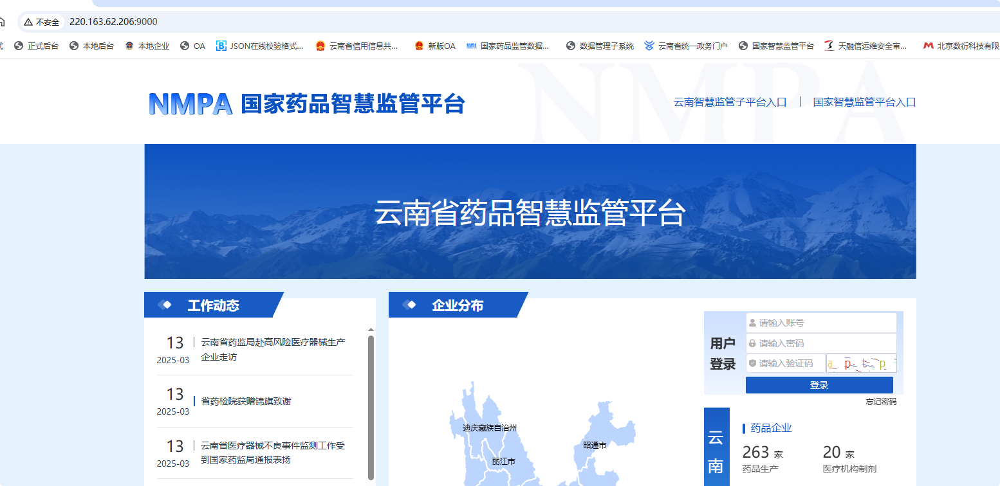 不安全 220.163.62.206:9000
正式后台 本地后台 本地企业 OA JSON在线校验格式... 云南省信用信息共... 新版OA NMPA 国家药品监管数据... 数据管理子系统 云南省统一政务门户 国家智慧监管平台 天融信运维安全审... 北京数衍科技有限
NMPA
NMPA 国家药品智慧监管平台
云南智慧监管子平台入口 | 国家智慧监管平台入口
云南省药品智慧监管平台
工作动态
13
2025-03
云南省药监局赴高风险医疗器械生产
企业走访
13
2025-03
省药检院获赠锦旗致谢
13
2025-03
云南省医疗器械不良事件监测工作受
到国家药监局通报表扬
企业分布
迪庆藏族自治州
昭通市
丽江市
用户
登录
请输入账号
请输入密码
请输入验证码
a p t p
登录
忘记密码
云
南
药品企业
263 家
药品生产
20 家
医疗机构制剂